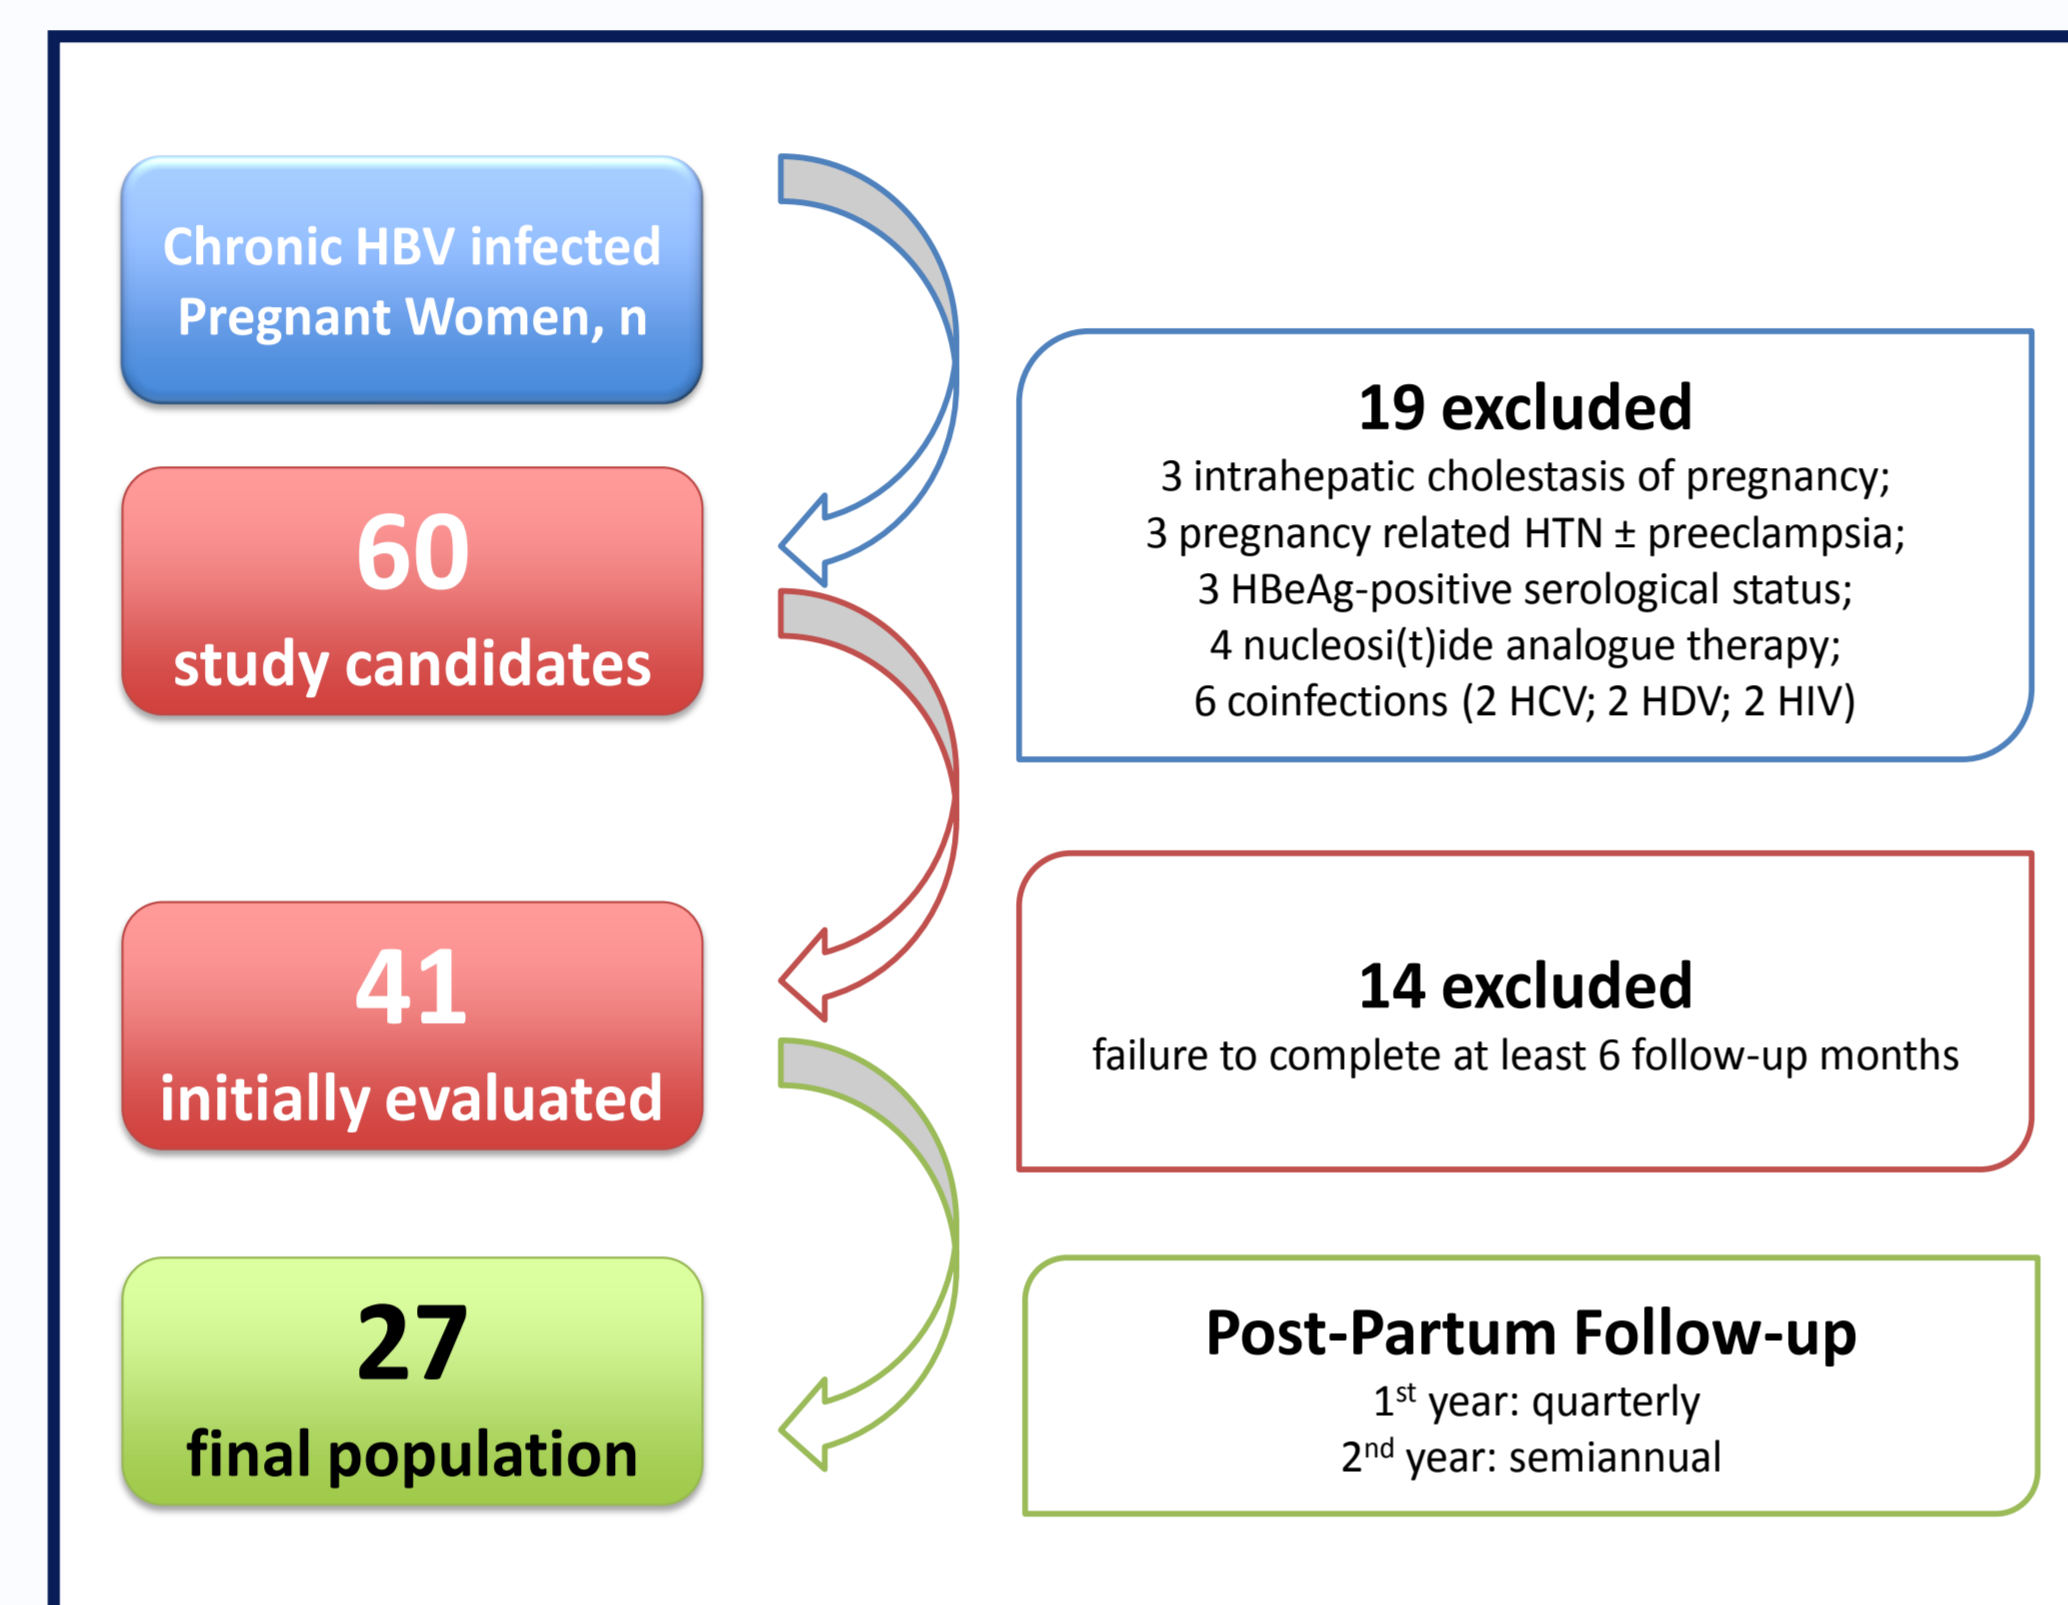 Chronic HBV infected
Pregnant Women, n
60
study candidates
19 excluded
3 intrahepatic cholestasis of pregnancy;
3 pregnancy related HTN ± preeclampsia;
3 HBeAg-positive serological status;
4 nucleosi(t)ide analogue therapy;
6 coinfections (2 HCV; 2 HDV; 2 HIV)
41
initially evaluated
14 excluded
failure to complete at least 6 follow-up months
27
final population
Post-Partum Follow-up
1st year: quarterly
2nd year: semiannual